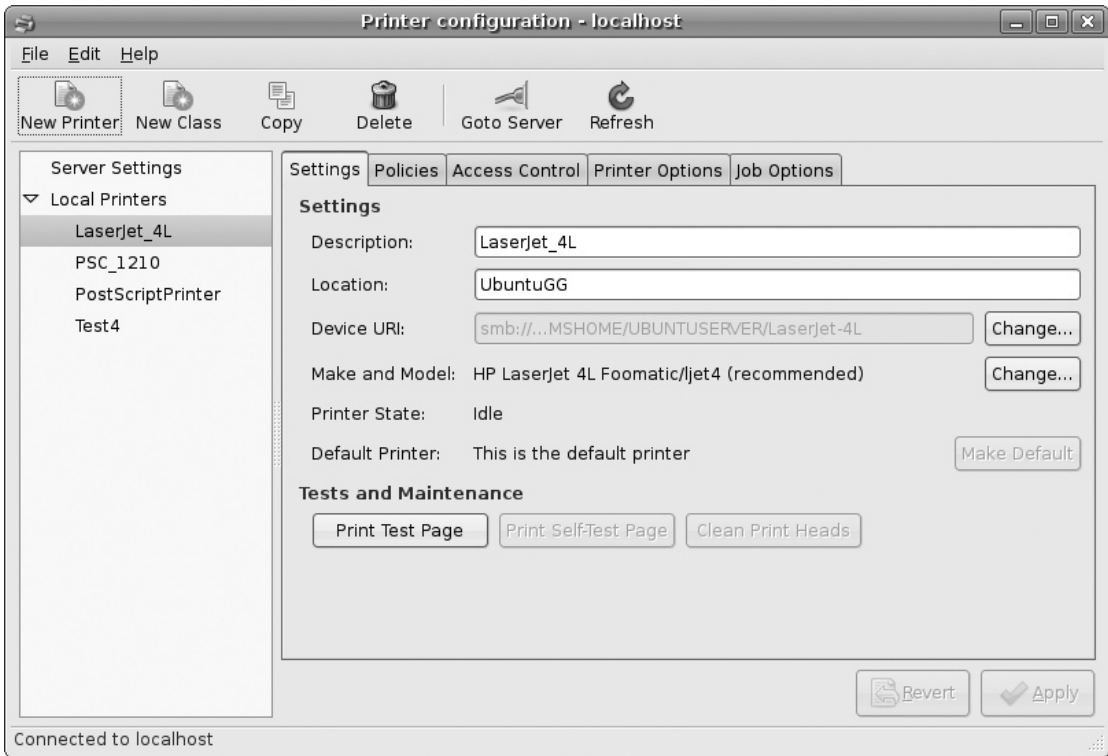 Printer configuration - localhost
File Edit Help
New Printer New Class Copy Delete Goto Server Refresh
Server Settings
Local Printers
LaserJet_4L
PSC_1210
PostScriptPrinter
Test4
Settings Policies Access Control Printer Options Job Options
Settings
Description: LaserJet_4L
Location: UbuntuGG
Device URI: smb://...MSHOME/UBUNTUSERVER/LaserJet-4L Change...
Make and Model: HP LaserJet 4L Foomatic/ljet4 (recommended) Change...
Printer State: Idle
Default Printer: This is the default printer Make Default
Tests and Maintenance
Print Test Page Print Self-Test Page Clean Print Heads
Revert Apply
Connected to localhost